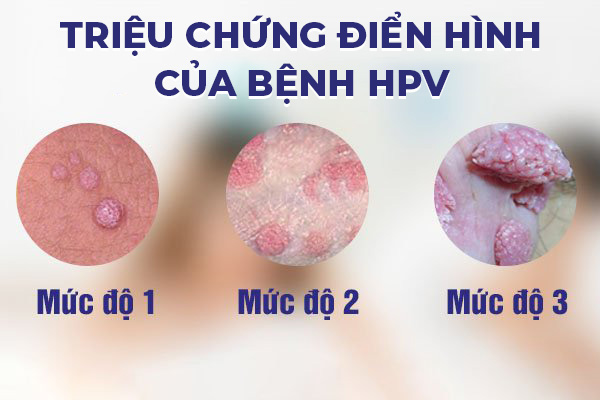 TRIỆU CHỨNG ĐIỂN HÌNH
CỦA BỆNH HPV
Mức độ 1
Mức độ 2
Mức độ 3